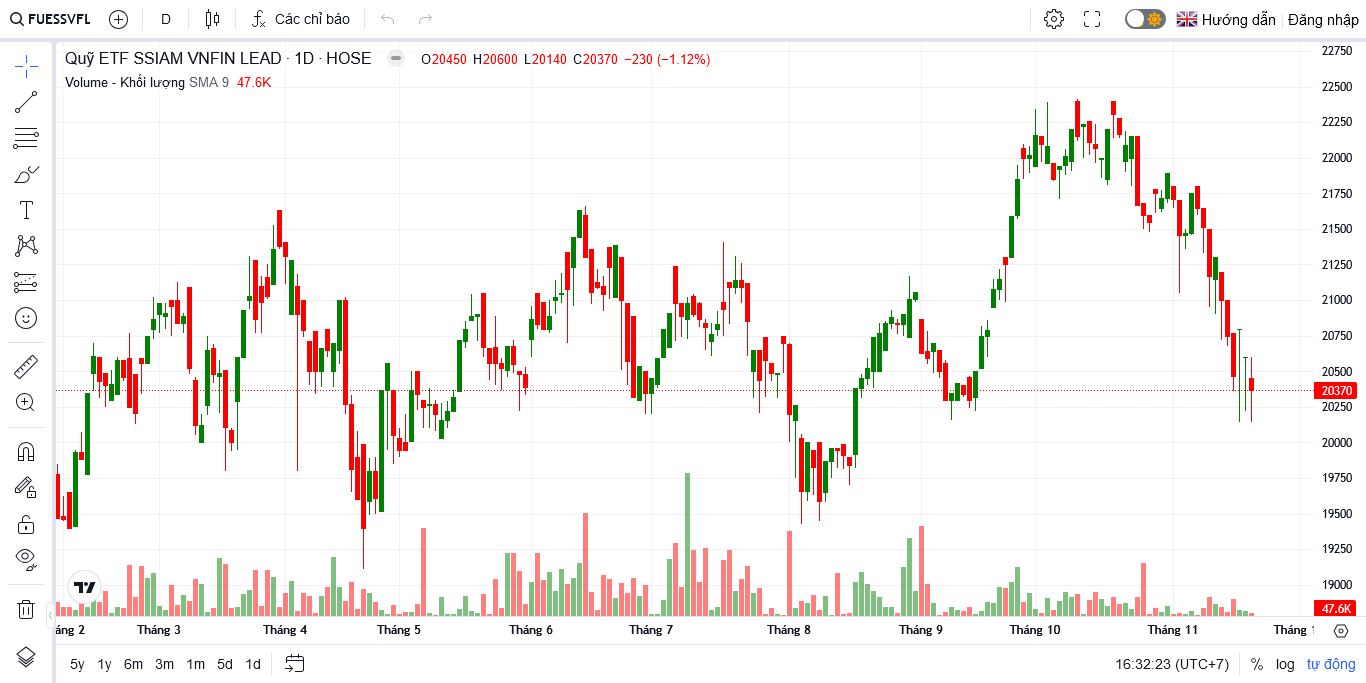 FUESSVFL D Các chỉ báo Hướng dẫn Đăng nhập
Quỹ ETF SSIAM VNFIN LEAD · 1D · HOSE O20450 H20600 L20140 C20370 −230 (−1.12%)
Volume - Khối lượng SMA 9 47.6K
22750
22500
22250
22000
21750
21500
21250
21000
20750
20500
20370
20250
20000
19750
19500
19250
19000
47.6K
áng 2 Tháng 3 Tháng 4 Tháng 5 Tháng 6 Tháng 7 Tháng 8 Tháng 9 Tháng 10 Tháng 11 Tháng 1
5y 1y 6m 3m 1m 5d 1d 16:32:23 (UTC+7) % log tự động